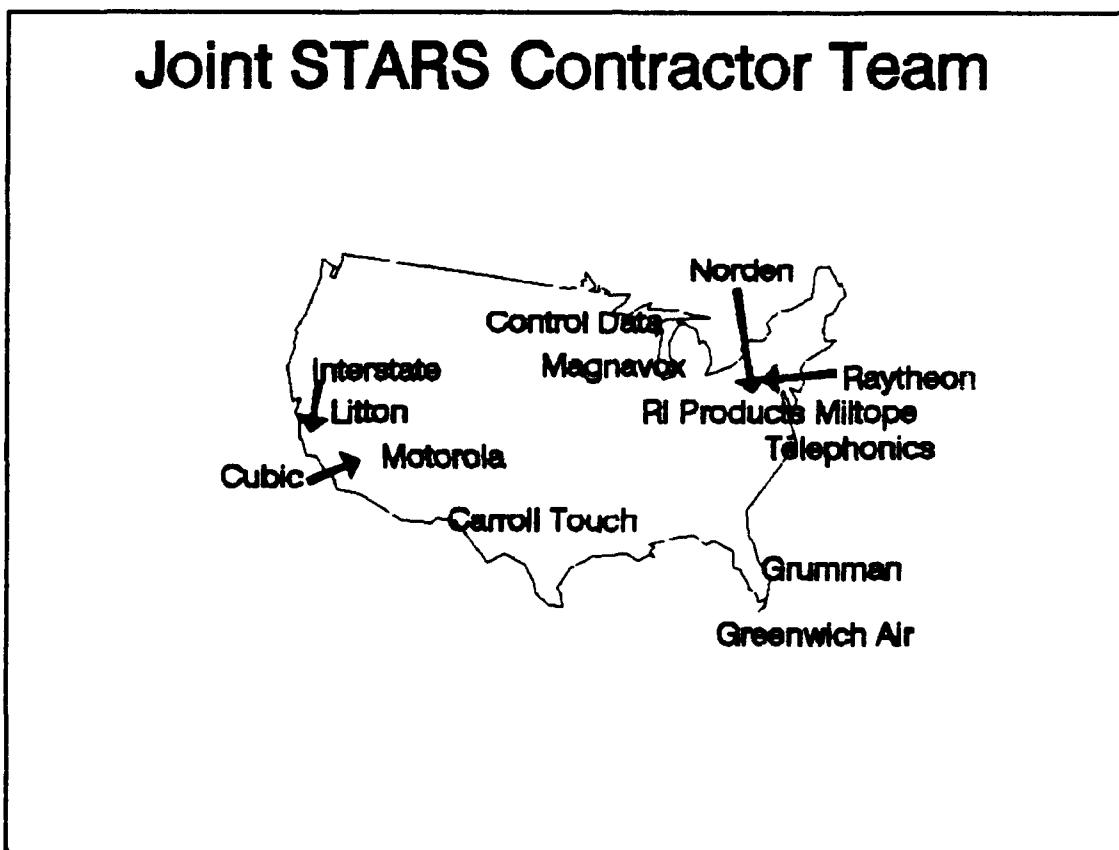 Joint STARS Contractor Team
Norden
Control Data
Magnavox
Interstate
Raytheon
Litton
RI Products Miltope
Telephonics
Motorola
Cubic
Carroll Touch
Grumman
Greenwich Air